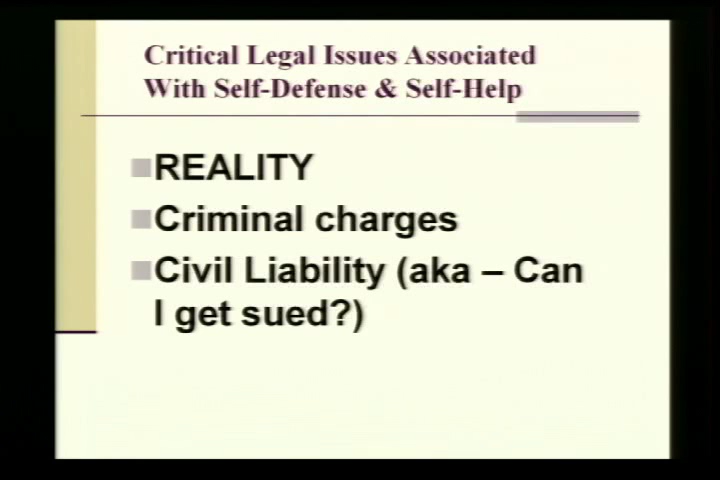 Critical Legal Issues Associated
With Self-Defense & Self-Help
REALITY
Criminal charges
Civil Liability (aka – Can
I get sued?)